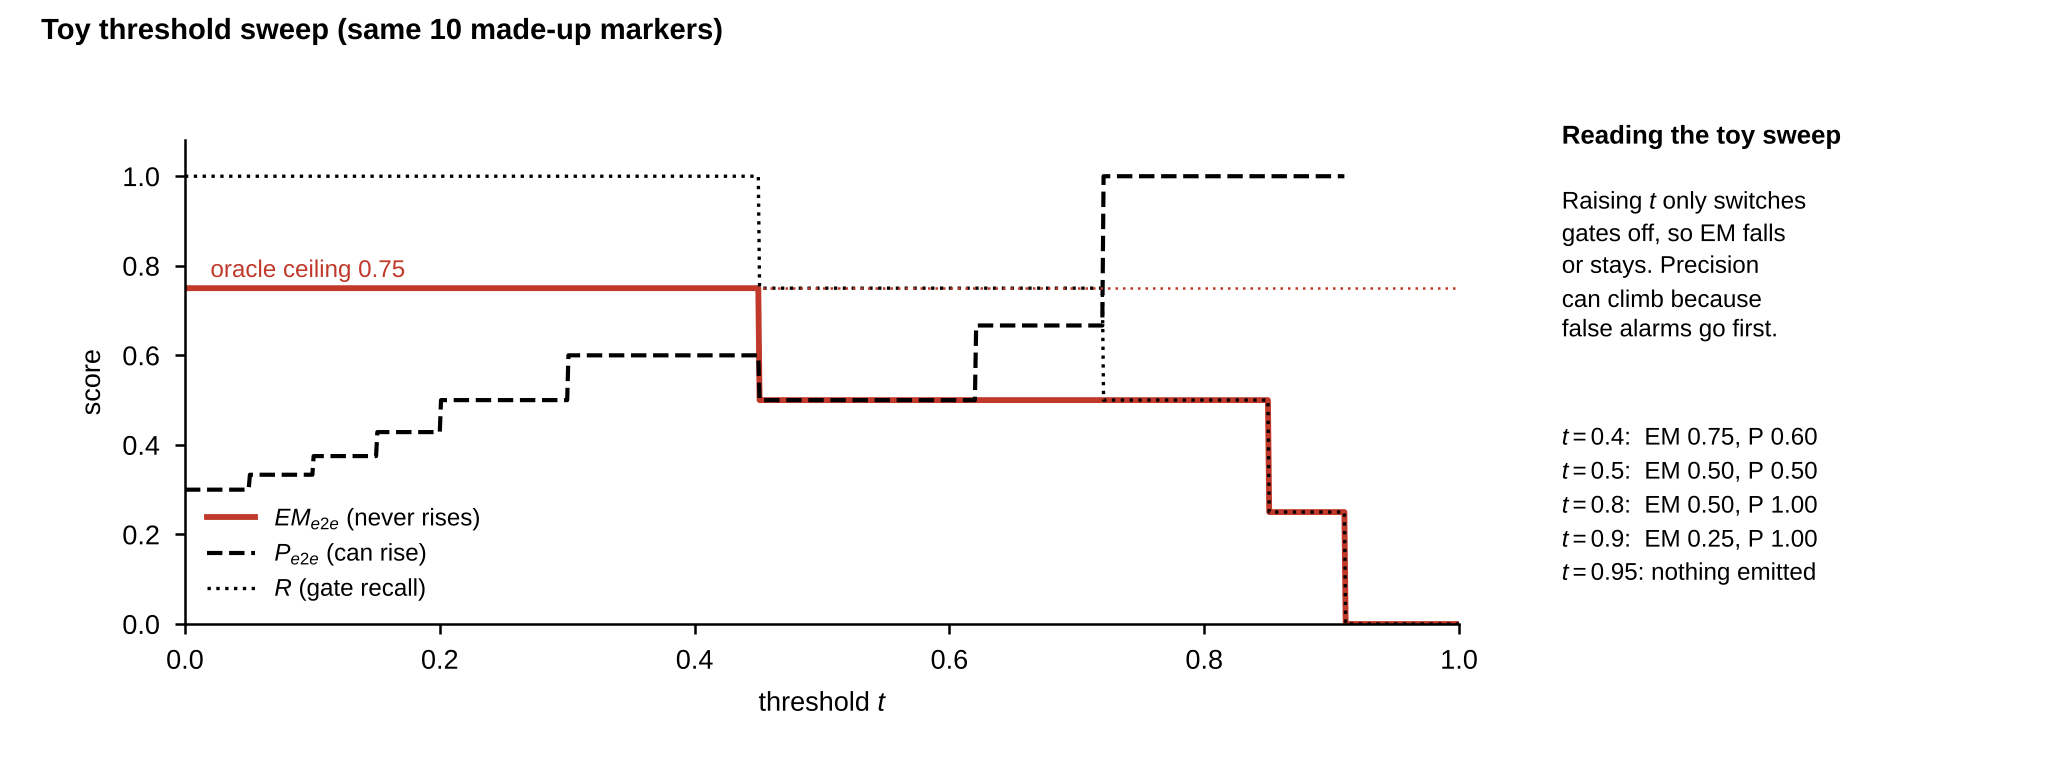 Toy threshold sweep (same 10 made-up markers)
1.0
0.8
0.6
0.4
0.2
0.0
score
oracle ceiling 0.75
EMe2e (never rises)
Pe2e (can rise)
R (gate recall)
0.0 0.2 0.4 0.6 0.8 1.0
threshold t
Reading the toy sweep
Raising t only switches
gates off, so EM falls
or stays. Precision
can climb because
false alarms go first.
t = 0.4: EM 0.75, P 0.60
t = 0.5: EM 0.50, P 0.50
t = 0.8: EM 0.50, P 1.00
t = 0.9: EM 0.25, P 1.00
t = 0.95: nothing emitted